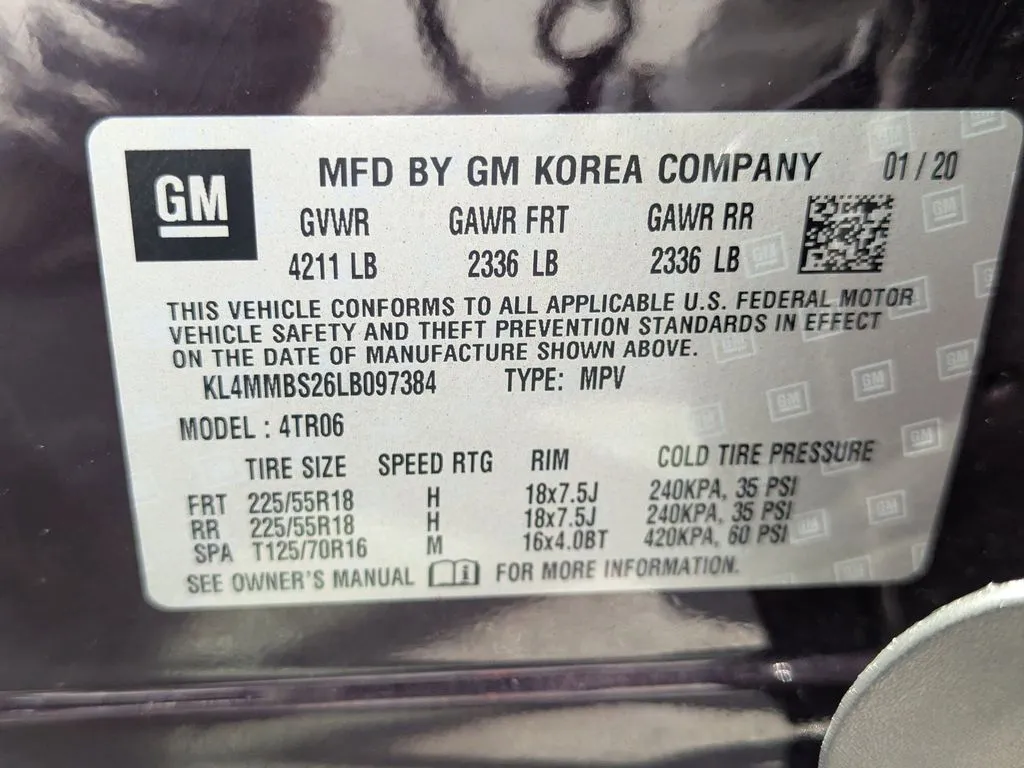 GM
MFD BY GM KOREA COMPANY 01 / 20
GVWR GAWR FRT GAWR RR
4211 LB 2336 LB 2336 LB
THIS VEHICLE CONFORMS TO ALL APPLICABLE U.S. FEDERAL MOTOR
VEHICLE SAFETY AND THEFT PREVENTION STANDARDS IN EFFECT
ON THE DATE OF MANUFACTURE SHOWN ABOVE.
KL4MMBS26LB097384 TYPE: MPV
MODEL : 4TR06
TIRE SIZE SPEED RTG RIM COLD TIRE PRESSURE
FRT 225/55R18 H 18x7.5J 240KPA, 35 PSI
RR 225/55R18 H 18x7.5J 240KPA, 35 PSI
SPA T125/70R16 M 16x4.0BT 420KPA, 60 PSI
SEE OWNER'S MANUAL FOR MORE INFORMATION.